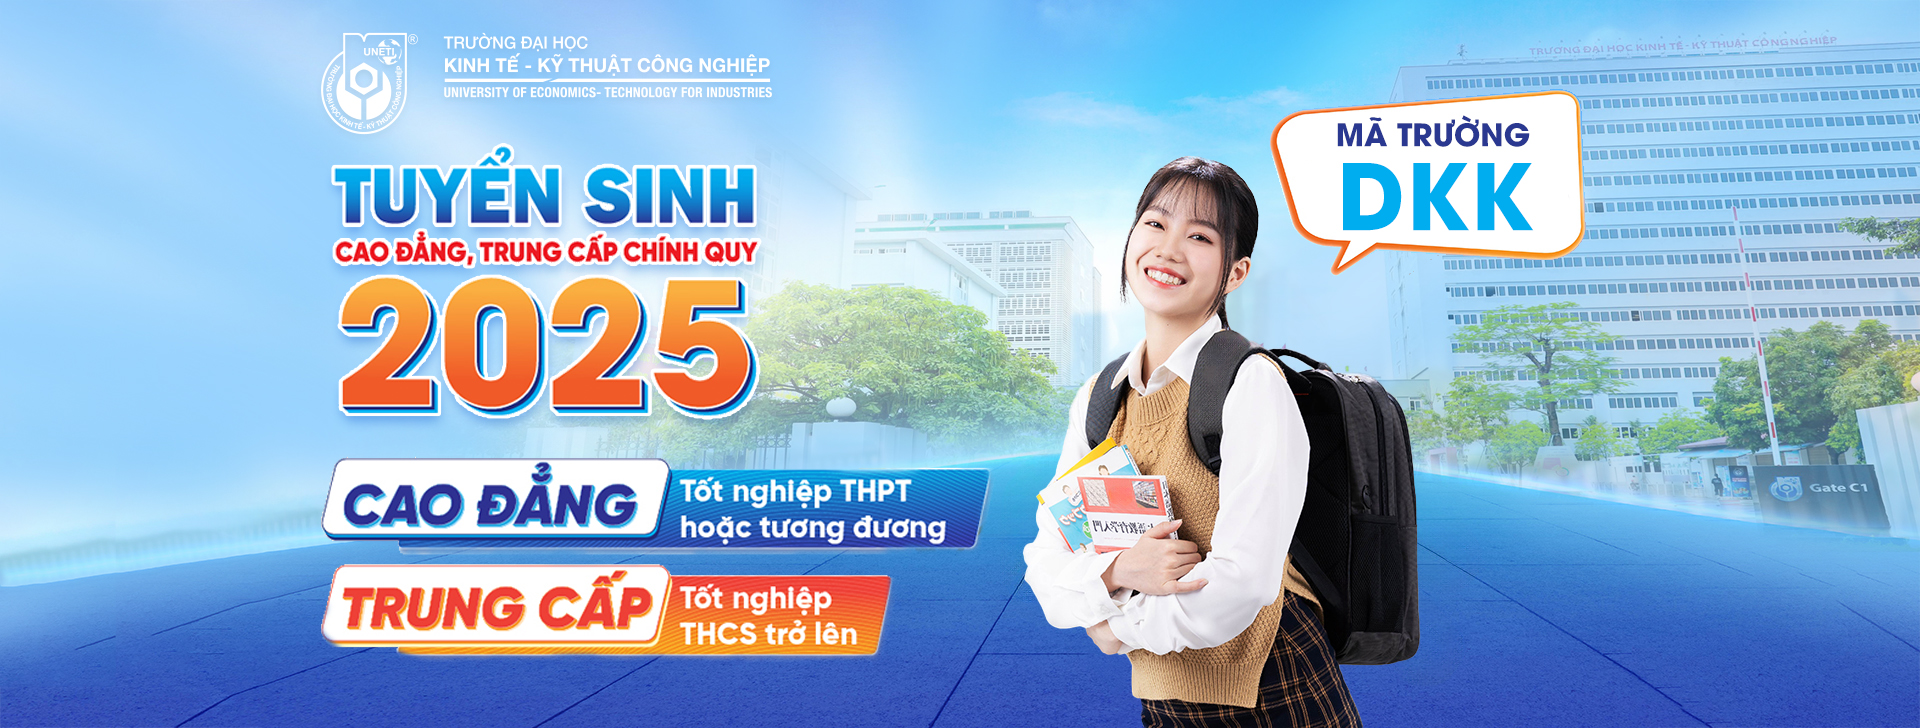 UNETI
®
TRƯỜNG ĐẠI HỌC KINH TẾ - KỸ THUẬT CÔNG NGHIỆP
TRƯỜNG ĐẠI HỌC
KINH TẾ - KỸ THUẬT CÔNG NGHIỆP
UNIVERSITY OF ECONOMICS- TECHNOLOGY FOR INDUSTRIES
TRƯỜNG ĐẠI HỌC KINH TẾ - KỸ THUẬT CÔNG NGHIỆP
MÃ TRƯỜNG
DKK
TUYỂN SINH
CAO ĐẲNG, TRUNG CẤP CHÍNH QUY
2025
CAO ĐẲNG
Tốt nghiệp THPT
hoặc tương đương
TRUNG CẤP
Tốt nghiệp
THCS trở lên
Gate C1